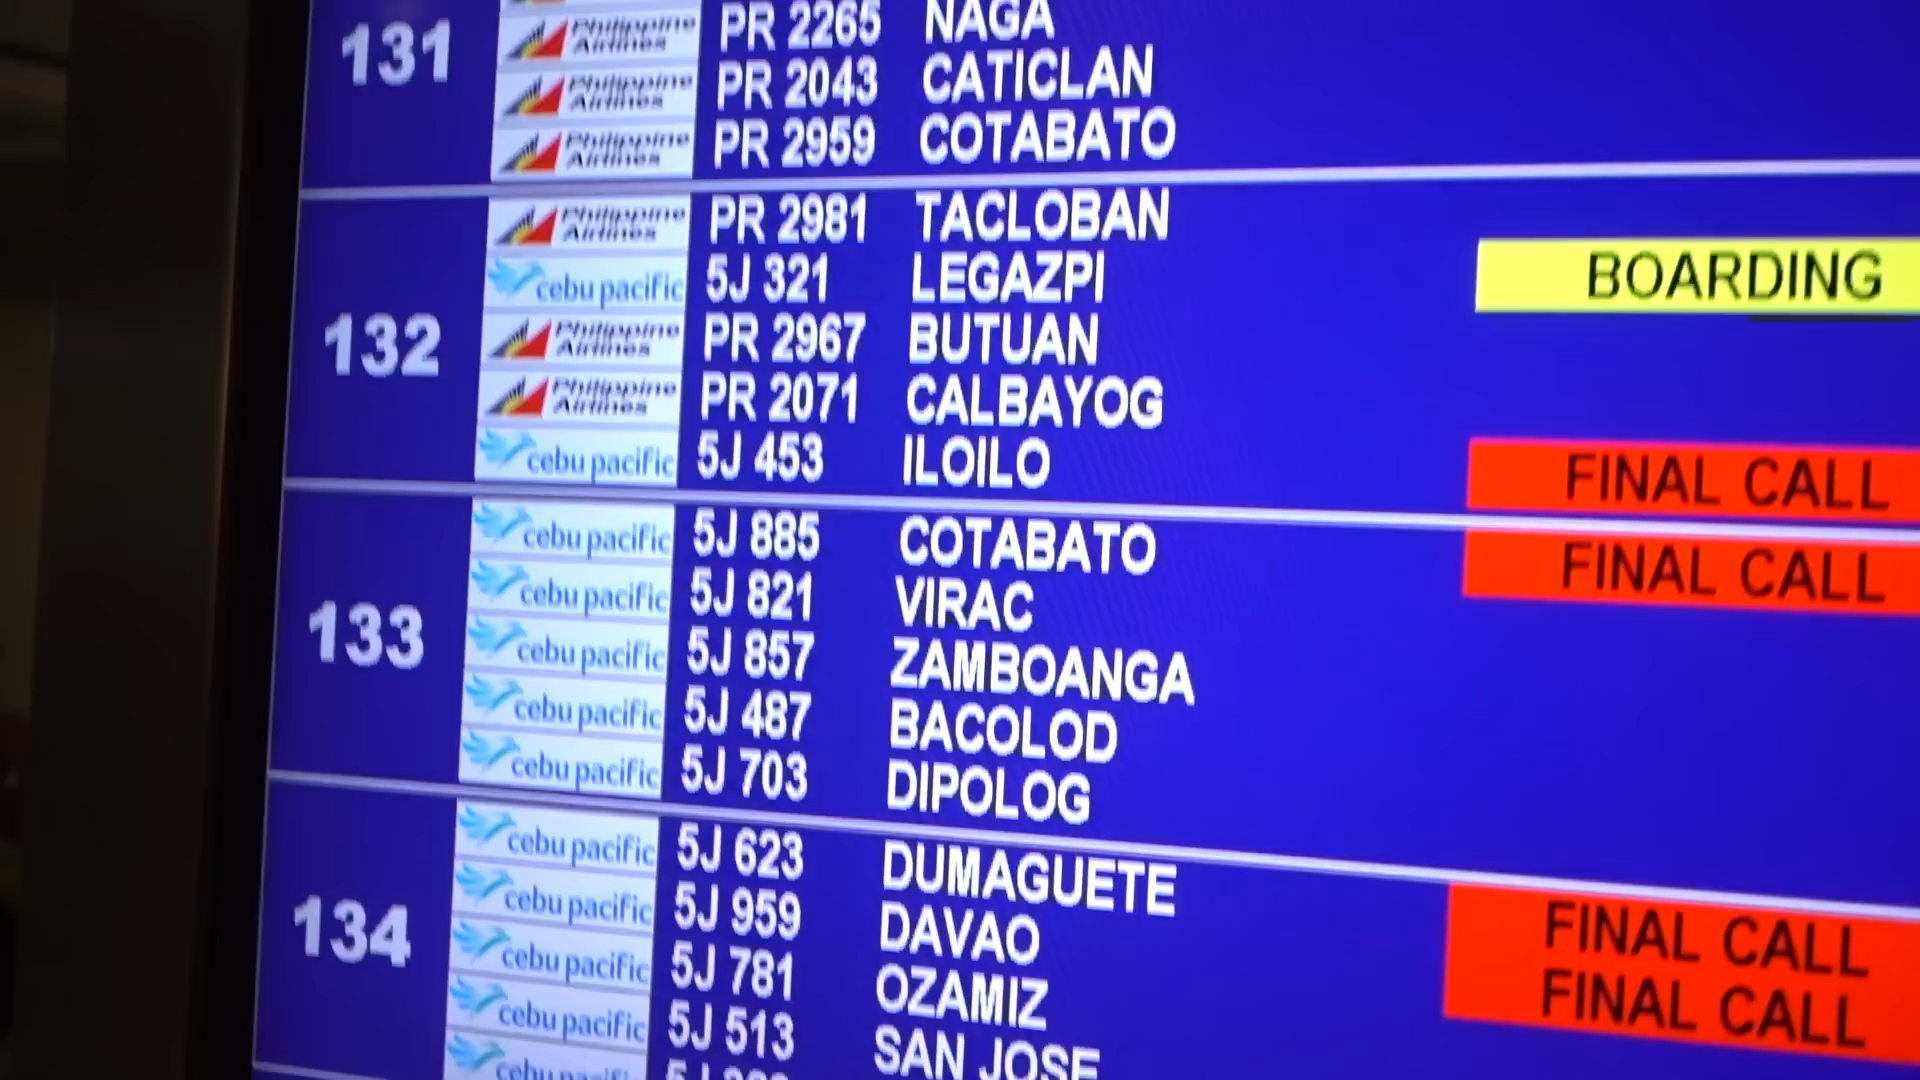 131
Philippine Airlines PR 2265 NAGA
Philippine Airlines PR 2043 CATICLAN
Philippine Airlines PR 2959 COTABATO
132
Philippine Airlines PR 2981 TACLOBAN
cebu pacific 5J 321 LEGAZPI BOARDING
Philippine Airlines PR 2967 BUTUAN
Philippine Airlines PR 2071 CALBAYOG
cebu pacific 5J 453 ILOILO FINAL CALL
133
cebu pacific 5J 885 COTABATO FINAL CALL
cebu pacific 5J 821 VIRAC
cebu pacific 5J 857 ZAMBOANGA
cebu pacific 5J 487 BACOLOD
cebu pacific 5J 703 DIPOLOG
134
cebu pacific 5J 623 DUMAGUETE FINAL CALL
cebu pacific 5J 959 DAVAO FINAL CALL
cebu pacific 5J 781 OZAMIZ
cebu pacific 5J 513 SAN JOSE
cebu pacific 5J